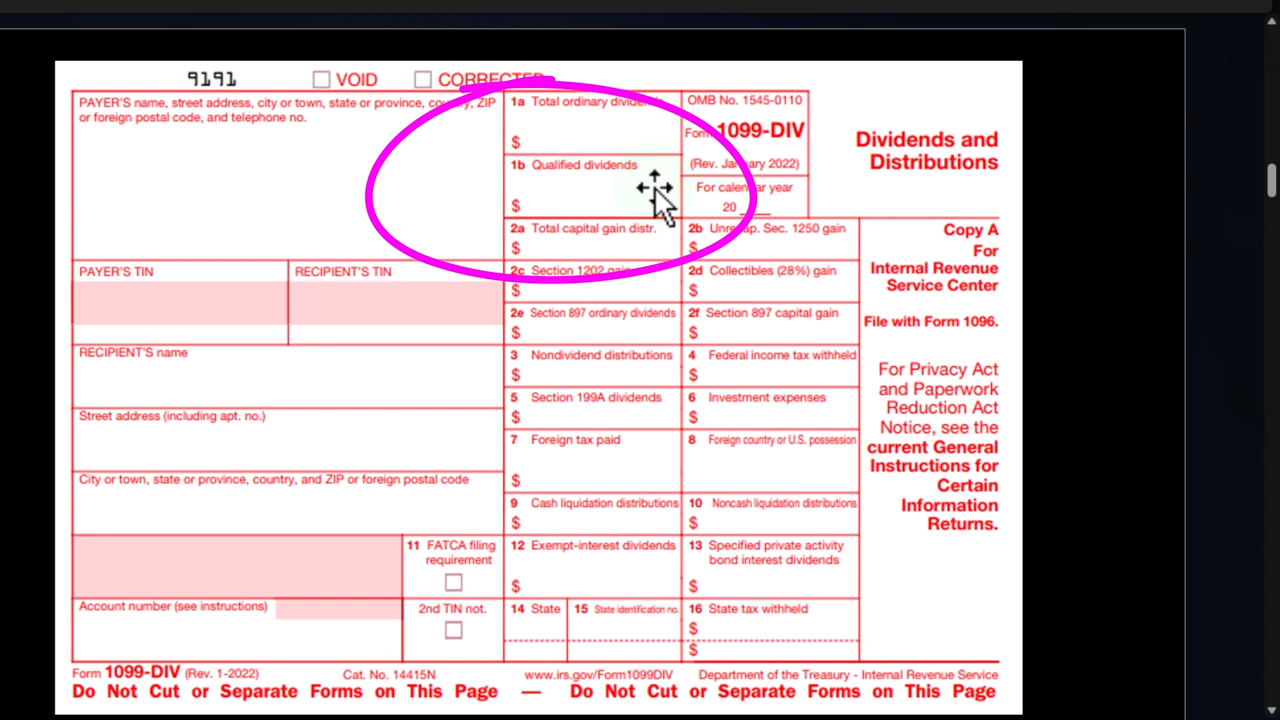 9191 VOID CORRECTED
PAYER'S name, street address, city or town, state or province, country, ZIP
or foreign postal code, and telephone no.
1a Total ordinary dividends
$
1b Qualified dividends
$
OMB No. 1545-0110
Form 1099-DIV
(Rev. January 2022)
For calendar year
20 ____
Dividends and
Distributions
2a Total capital gain distr.
$
2b Unrecap. Sec. 1250 gain
$
Copy A
For
Internal Revenue
Service Center
File with Form 1096.
PAYER'S TIN
RECIPIENT'S TIN
2c Section 1202 gain
$
2d Collectibles (28%) gain
$
2e Section 897 ordinary dividends
$
2f Section 897 capital gain
$
RECIPIENT'S name
3 Nondividend distributions
$
4 Federal income tax withheld
$
For Privacy Act
and Paperwork
Reduction Act
Notice, see the
current General
Instructions for
Certain
Information
Returns.
5 Section 199A dividends
$
6 Investment expenses
$
Street address (including apt. no.)
7 Foreign tax paid
$
8 Foreign country or U.S. possession
City or town, state or province, country, and ZIP or foreign postal code
9 Cash liquidation distributions
$
10 Noncash liquidation distributions
$
11 FATCA filing
requirement
12 Exempt-interest dividends
$
13 Specified private activity
bond interest dividends
$
Account number (see instructions)
2nd TIN not.
14 State
15 State identification no.
16 State tax withheld
$
$
Form 1099-DIV (Rev. 1-2022) Cat. No. 14415N www.irs.gov/Form1099DIV Department of the Treasury - Internal Revenue Service
Do Not Cut or Separate Forms on This Page — Do Not Cut or Separate Forms on This Page